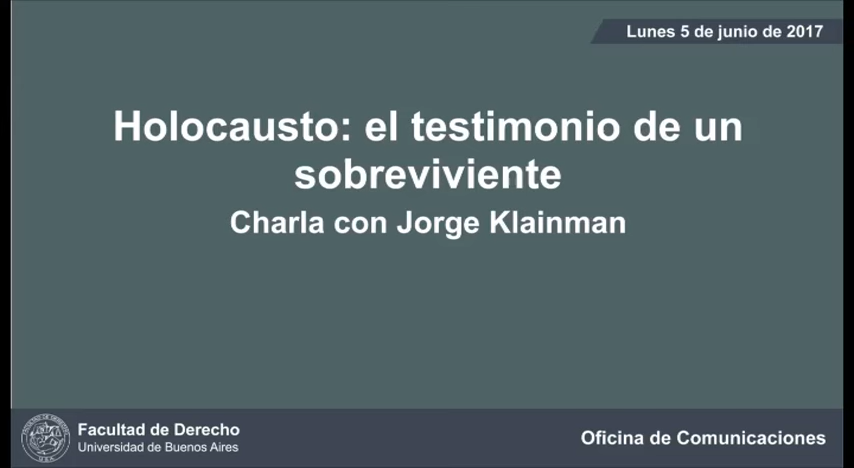 Lunes 5 de junio de 2017
Holocausto: el testimonio de un
sobreviviente
Charla con Jorge Klainman
Facultad de Derecho
Universidad de Buenos Aires
Oficina de Comunicaciones